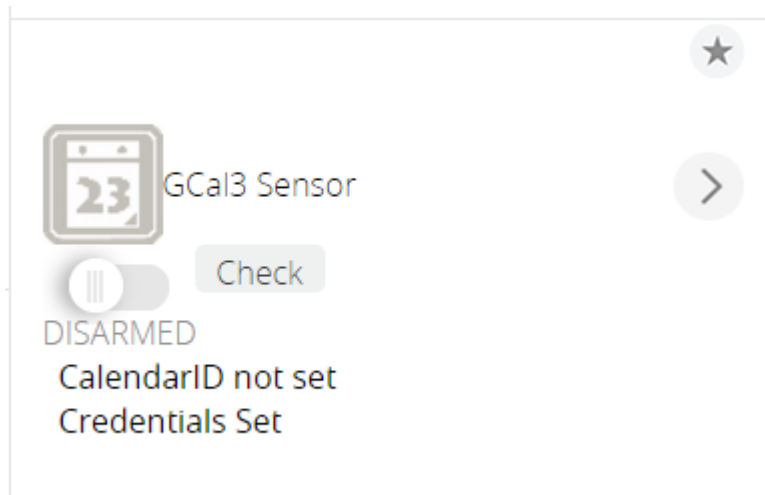 23
GCal3 Sensor
Check
DISARMED
CalendarID not set
Credentials Set